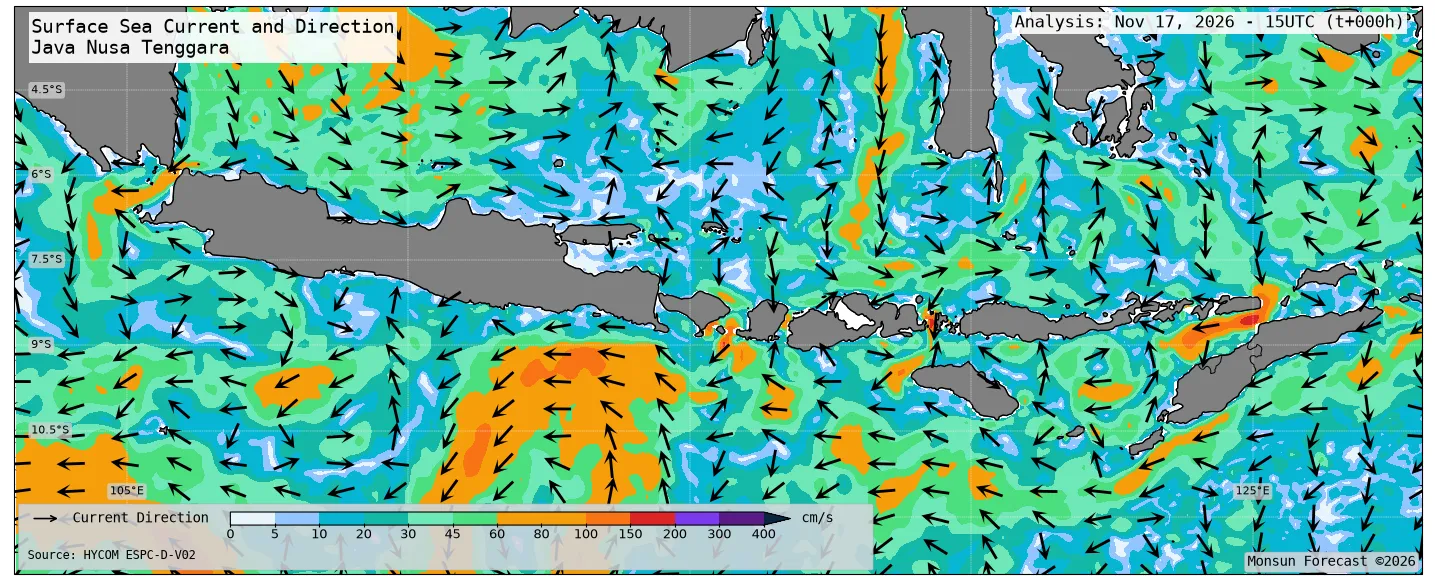 Surface Sea Current and Direction
Java Nusa Tenggara
Analysis: Nov 17, 2026 - 15UTC (t+000h)
4.5°S
6°S
7.5°S
9°S
10.5°S
105°E
125°E
Current Direction
0 5 10 20 30 45 60 80 100 150 200 300 400 cm/s
Source: HYCOM ESPC-D-V02
Monsun Forecast ©2026